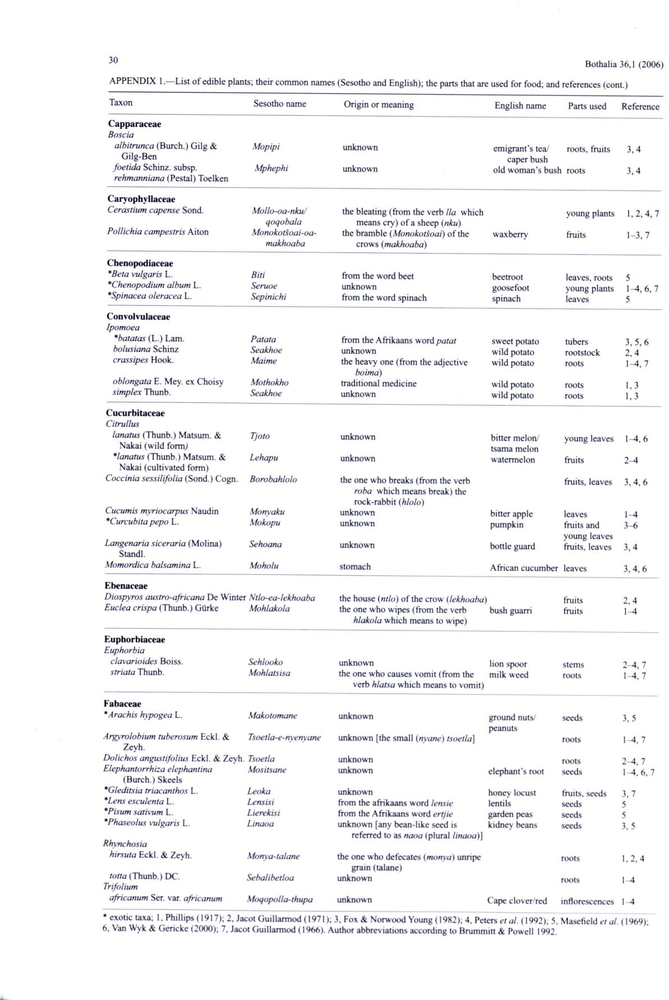 30
Bothalia 36,1 (2006)
APPENDIX 1.—List of edible plants; their common names (Sesotho and English); the parts that are used for food; and references (cont.)
Taxon Sesotho name Origin or meaning English name Parts used Reference
Capparaceae
Boscia
albitrunca (Burch.) Gilg & Mopipi unknown emigrant's tea/ roots, fruits 3, 4
Gilg-Ben caper bush
foetida Schinz. subsp. Mphephi unknown old woman's bush roots 3, 4
rehmanniana (Pestal) Toelken
Caryophyllaceae
Cerastium capense Sond. Mollo-oa-nku/ the bleating (from the verb lla which young plants 1, 2, 4, 7
qoqobala means cry) of a sheep (nku)
Pollichia campestris Aiton Monokotšoai-oa- the bramble (Monokotšoai) of the waxberry fruits 1–3, 7
makhoaba crows (makhoaba)
Chenopodiaceae
*Beta vulgaris L. Biti from the word beet beetroot leaves, roots 5
*Chenopodium album L. Seruoe unknown goosefoot young plants 1–4, 6, 7
*Spinacea oleracea L. Sepinichi from the word spinach spinach leaves 5
Convolvulaceae
Ipomoea
*batatas (L.) Lam. Patata from the Afrikaans word patat sweet potato tubers 3, 5, 6
bolusiana Schinz Seakhoe unknown wild potato rootstock 2, 4
crassipes Hook. Maime the heavy one (from the adjective wild potato roots 1–4, 7
boima)
oblongata E. Mey. ex Choisy Mothokho traditional medicine wild potato roots 1, 3
simplex Thunb. Seakhoe unknown wild potato roots 1, 3
Cucurbitaceae
Citrullus
lanatus (Thunb.) Matsum. & Tjoto unknown bitter melon/ young leaves 1–4, 6
Nakai (wild form) tsama melon
*lanatus (Thunb.) Matsum. & Lehapu unknown watermelon fruits 2–4
Nakai (cultivated form)
Coccinia sessilifolia (Sond.) Cogn. Borobahlolo the one who breaks (from the verb fruits, leaves 3, 4, 6
roba which means break) the
rock-rabbit (hlolo)
Cucumis myriocarpus Naudin Monyaku unknown bitter apple leaves 1–4
*Curcubita pepo L. Mokopu unknown pumpkin fruits and 3–6
young leaves
Langenaria siceraria (Molina) Sehoana unknown bottle guard fruits, leaves 3, 4
Standl.
Momordica balsamina L. Moholu stomach African cucumber leaves 3, 4, 6
Ebenaceae
Diospyros austro-africana De Winter Ntlo-ea-lekhoaba the house (ntlo) of the crow (lekhoaba) fruits 2, 4
Euclea crispa (Thunb.) Gürke Mohlakola the one who wipes (from the verb bush guarri fruits 1–4
hlakola which means to wipe)
Euphorbiaceae
Euphorbia
clavarioides Boiss. Sehlooko unknown lion spoor stems 2–4, 7
striata Thunb. Mohlatsisa the one who causes vomit (from the milk weed roots 1–4, 7
verb hlatsa which means to vomit)
Fabaceae
*Arachis hypogea L. Makotomane unknown ground nuts/ seeds 3, 5
peanuts
Argyrolobium tuberosum Eckl. & Tsoetla-e-nyenyane unknown [the small (nyane) tsoetla] roots 1–4, 7
Zeyh.
Dolichos angustifolius Eckl. & Zeyh. Tsoetla unknown roots 2–4, 7
Elephantorrhiza elephantina Mositsane unknown elephant's root seeds 1–4, 6, 7
(Burch.) Skeels
*Gleditsia triacanthos L. Leoka unknown honey locust fruits, seeds 3, 7
*Lens esculenta L. Lensisi from the afrikaans word lensie lentils seeds 5
*Pisum sativum L. Lierekisi from the Afrikaans word ertjie garden peas seeds 5
*Phaseolus vulgaris L. Linaoa unknown [any bean-like seed is kidney beans seeds 3, 5
referred to as naoa (plural linaoa)]
Rhynchosia
hirsuta Eckl. & Zeyh. Monya-talane the one who defecates (monya) unripe roots 1, 2, 4
grain (talane)
totta (Thunb.) DC. Sebalibetloa unknown roots 1–4
Trifolium
africanum Ser. var. africanum Moqopolla-thupa unknown Cape clover/red inflorescences 1–4
* exotic taxa; 1, Phillips (1917); 2, Jacot Guillarmod (1971); 3, Fox & Norwood Young (1982); 4, Peters et al. (1992); 5, Masefield et al. (1969);
6, Van Wyk & Gericke (2000); 7, Jacot Guillarmod (1966). Author abbreviations according to Brummitt & Powell 1992.